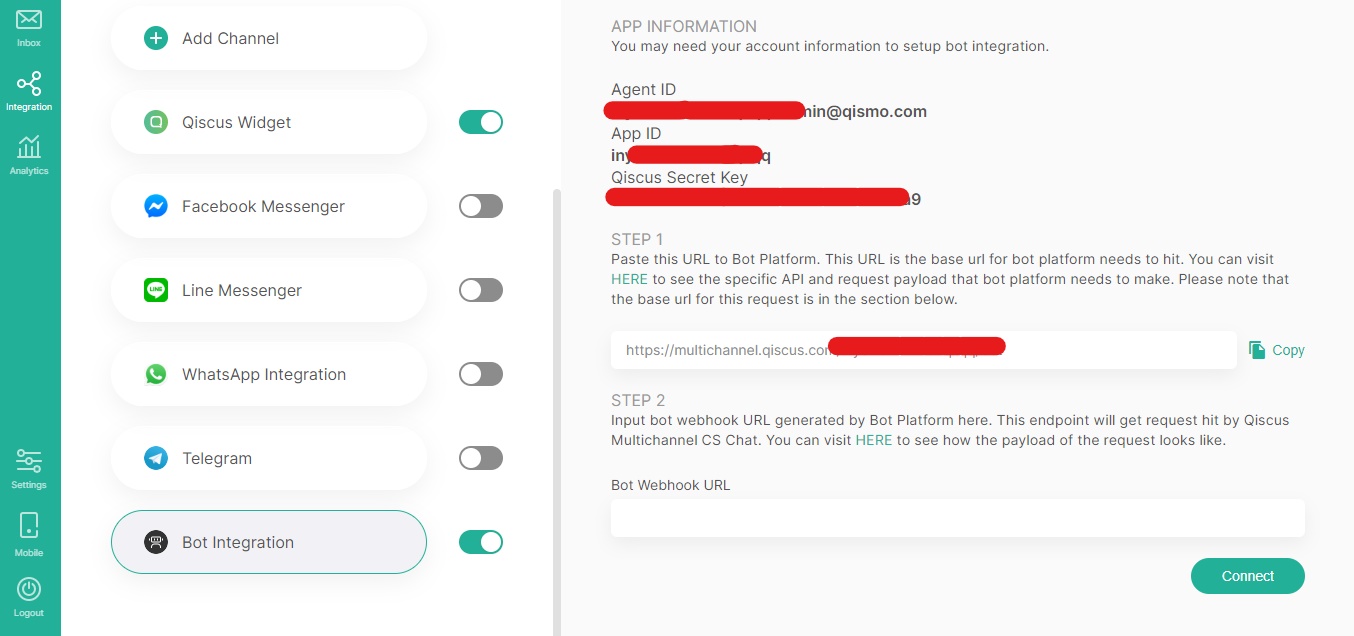 Inbox
Integration
Analytics
Settings
Mobile
Logout
Add Channel
Qiscus Widget
Facebook Messenger
LINE
Line Messenger
WhatsApp Integration
Telegram
Bot Integration
APP INFORMATION
You may need your account information to setup bot integration.
Agent ID
min@qismo.com
App ID
iny
q
Qiscus Secret Key
a9
STEP 1
Paste this URL to Bot Platform. This URL is the base url for bot platform needs to hit. You can visit
HERE to see the specific API and request payload that bot platform needs to make. Please note that
the base url for this request is in the section below.
https://multichannel.qiscus.com
Copy
STEP 2
Input bot webhook URL generated by Bot Platform here. This endpoint will get request hit by Qiscus
Multichannel CS Chat. You can visit HERE to see how the payload of the request looks like.
Bot Webhook URL
Connect